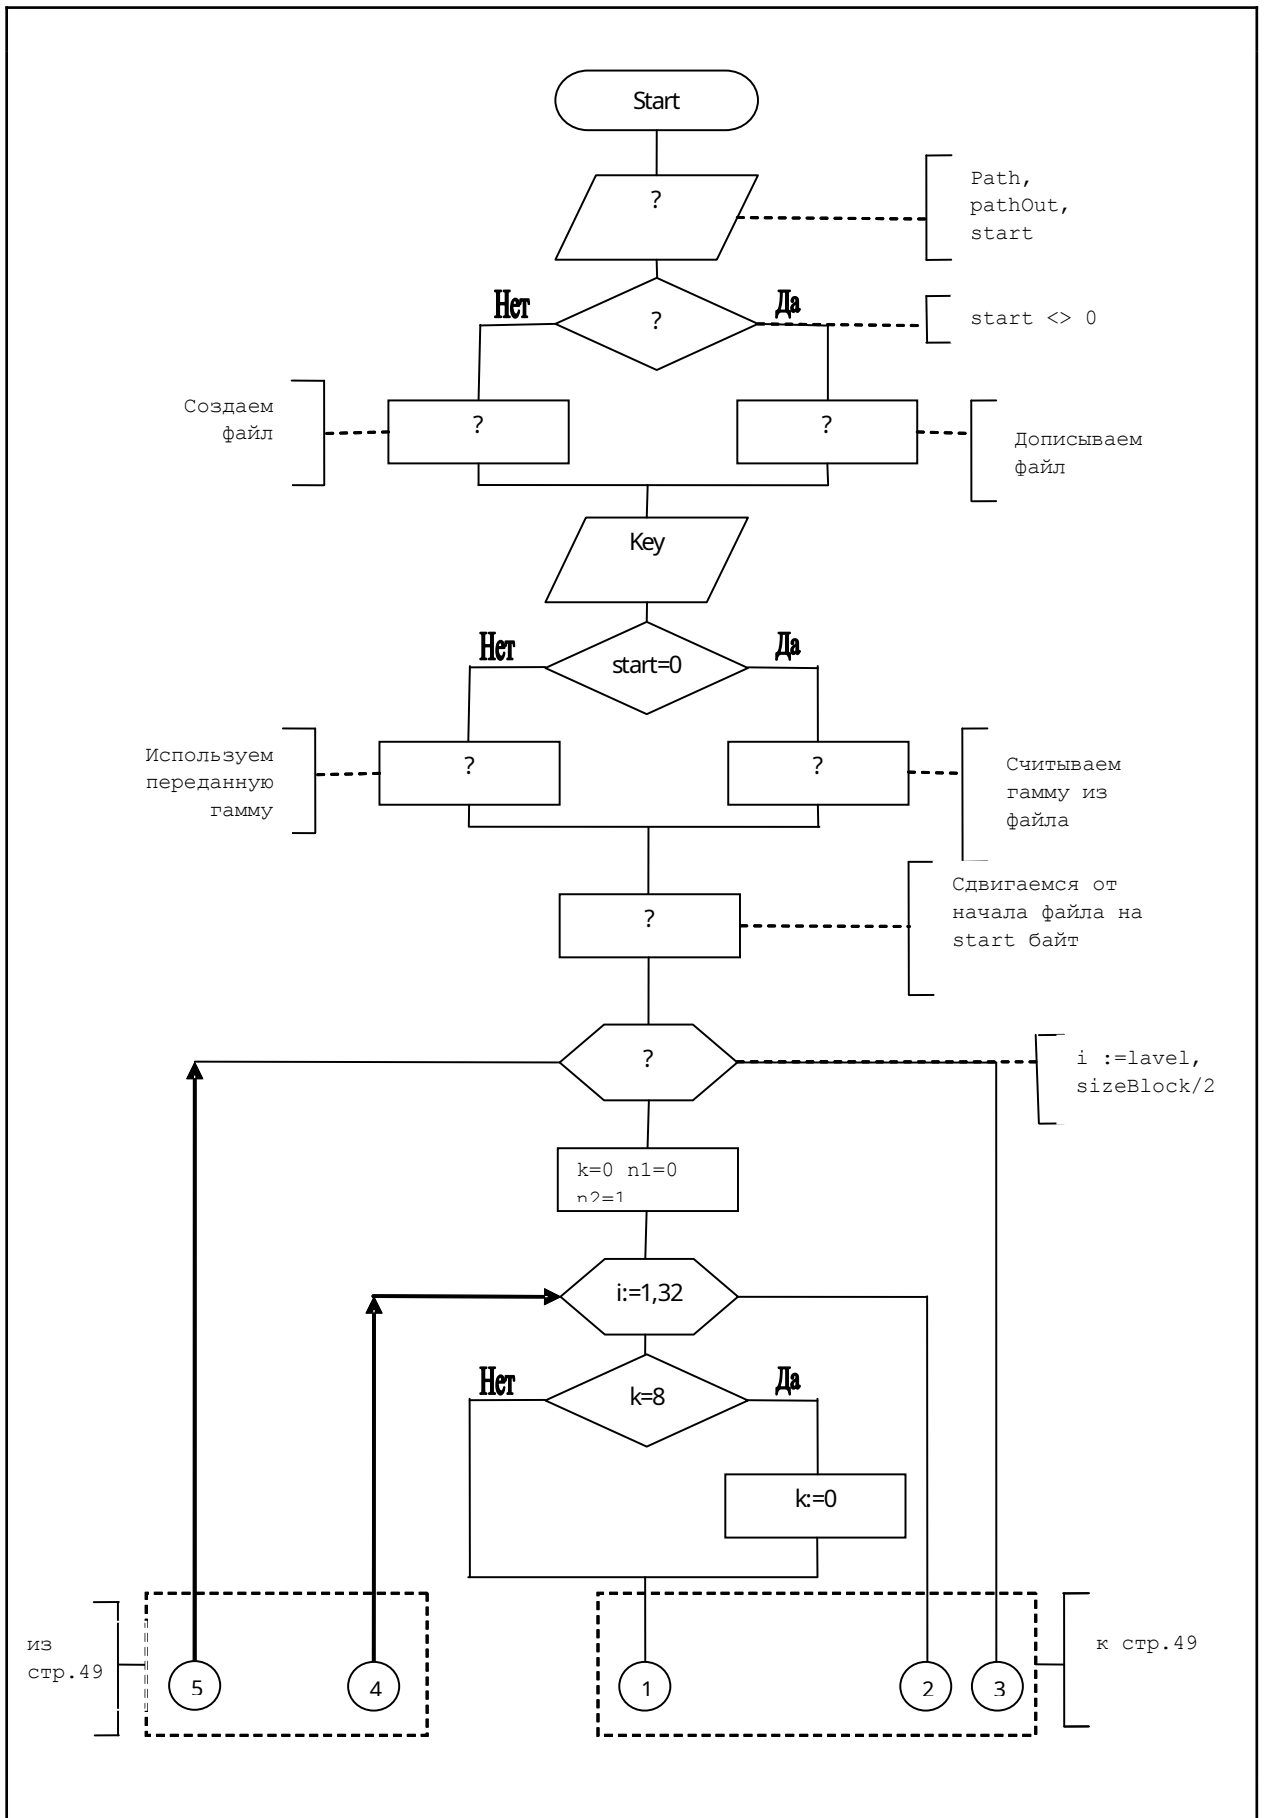 Start
?
Path,
pathOut,
start
Нет
Да
?
start <> 0
Создаем
файл
?
?
Дописываем
файл
Key
Нет
Да
start=0
Используем
переданную
гамму
?
?
Считываем
гамму из
файла
?
Сдвигаемся от
начала файла на
start байт
?
i :=lavel,
sizeBlock/2
k=0 n1=0
n2=1
i:=1,32
Нет
Да
k=8
k:=0
из
стр.49
5
4
1
2
3
к стр.49